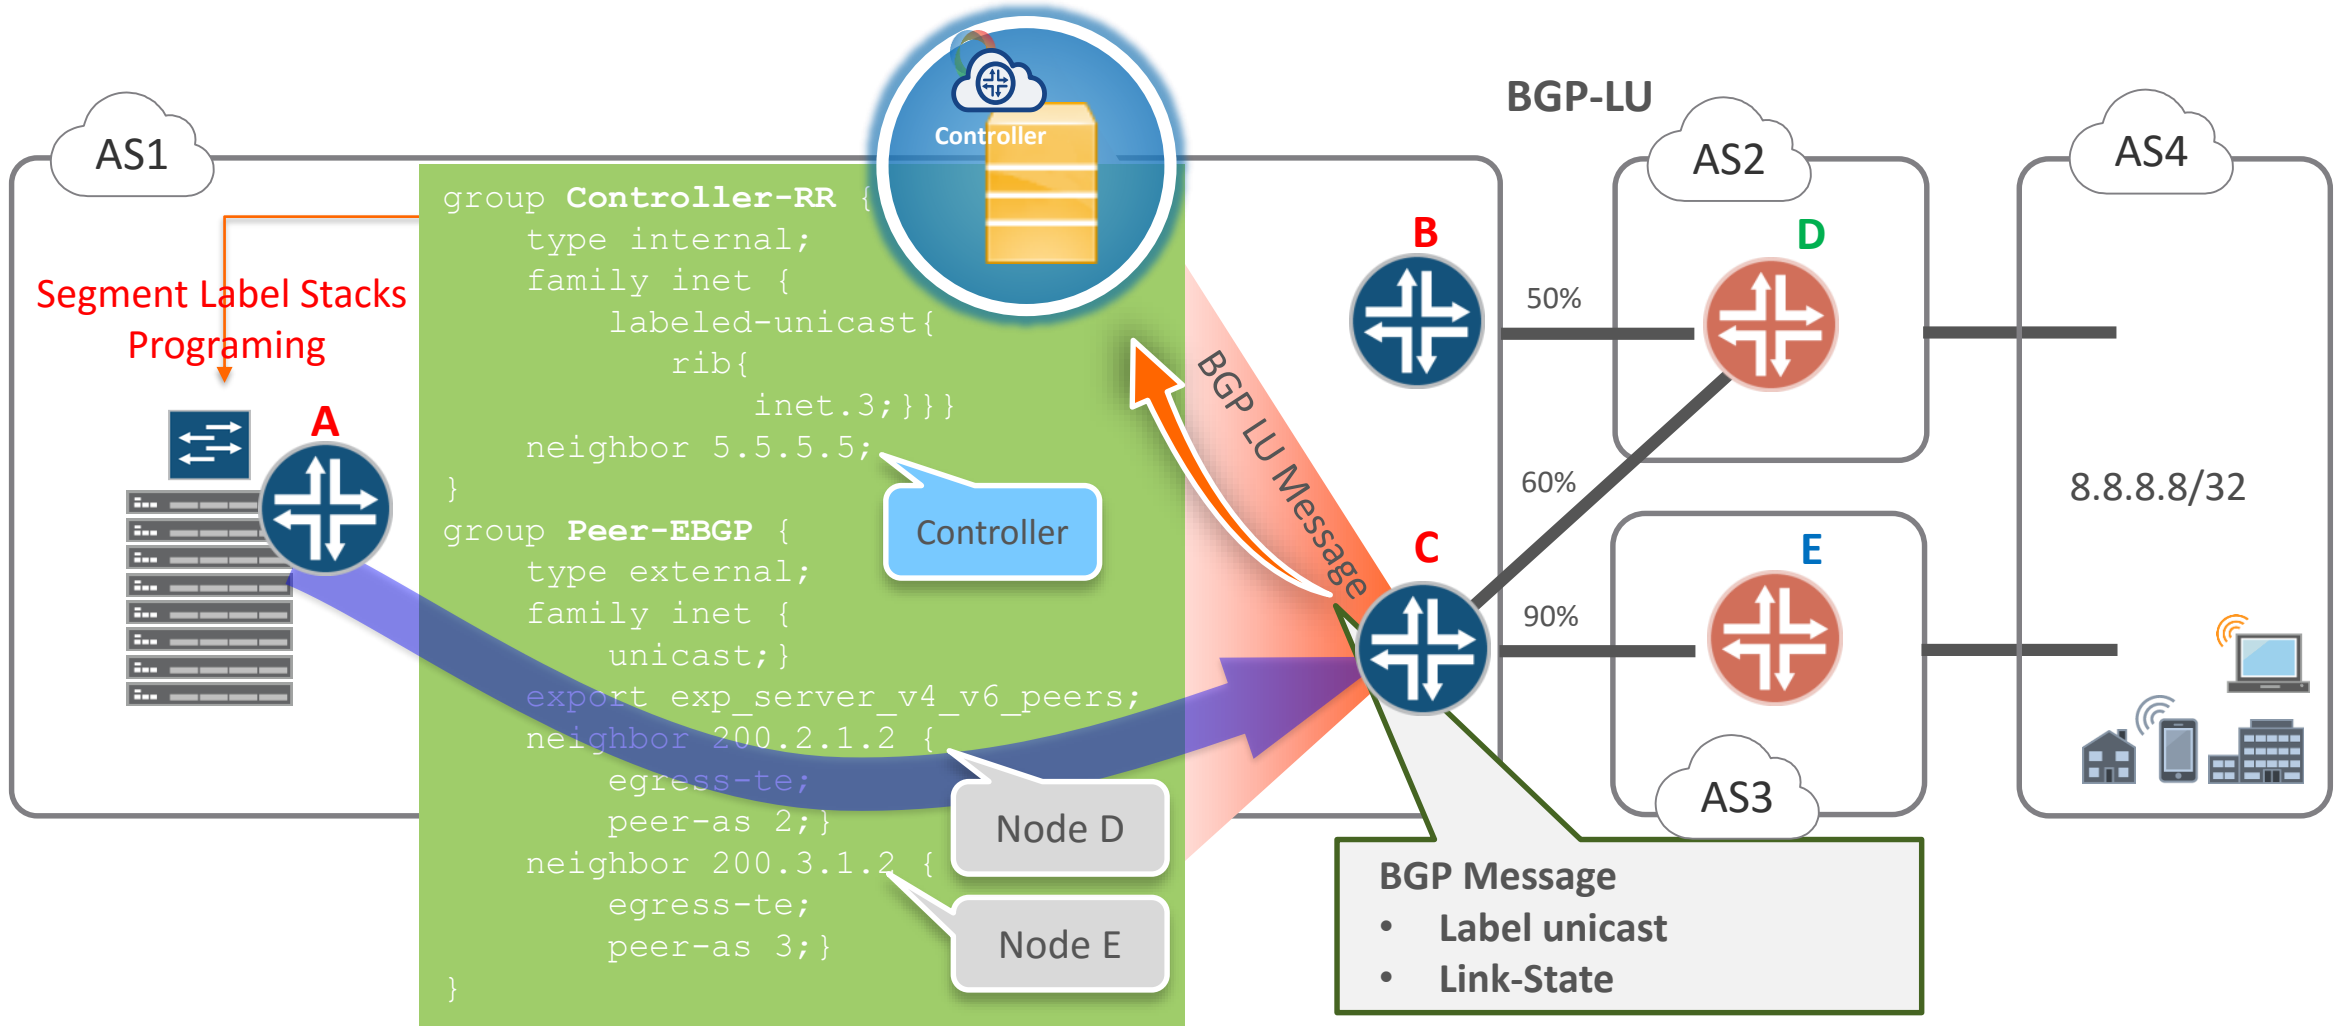 BGP-LU
AS1
AS2
AS4
Controller
group Controller-RR {
type internal;
family inet {
labeled-unicast{
rib{
inet.3;}}}
neighbor 5.5.5.5;
}
group Peer-EBGP {
type external;
family inet {
unicast;}
export exp_server_v4_v6_peers;
neighbor 200.2.1.2 {
egress-te;
peer-as 2;}
neighbor 200.3.1.2 {
egress-te;
peer-as 3;}
}
Segment Label Stacks
Programing
A
Controller
Node D
Node E
BGP LU Message
B
C
D
E
50%
60%
90%
8.8.8.8/32
AS3
BGP Message
• Label unicast
• Link-State